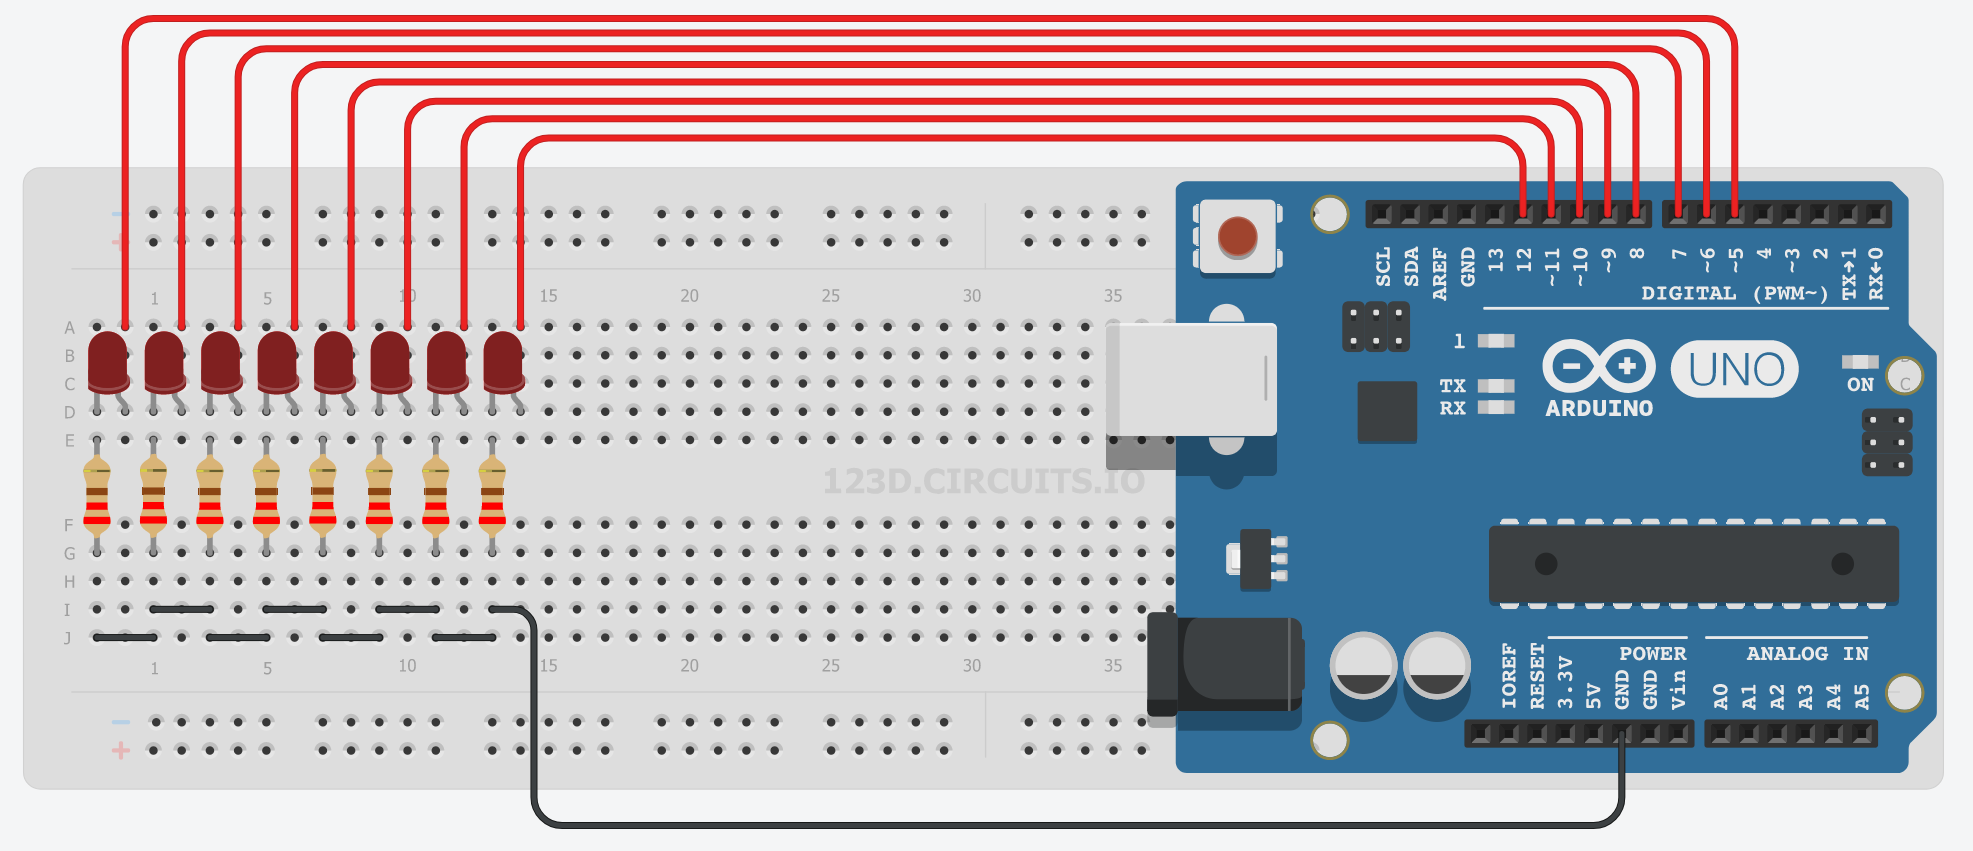 1 5 10 15 20 25 30 35
A
B
C
D
E
F
G
H
I
J
1 5 10 15 20 25 30 35
123D.CIRCUITS.IO
SCL
SDA
AREF
GND
13
12
~11
~10
~9
8
7
~6
~5
4
~3
2
TX→1
RX←0
DIGITAL (PWM~)
1
TX
RX
ARDUINO
UNO
ON
C
POWER
ANALOG IN
IOREF
RESET
3.3V
5V
GND
GND
Vin
A0
A1
A2
A3
A4
A5